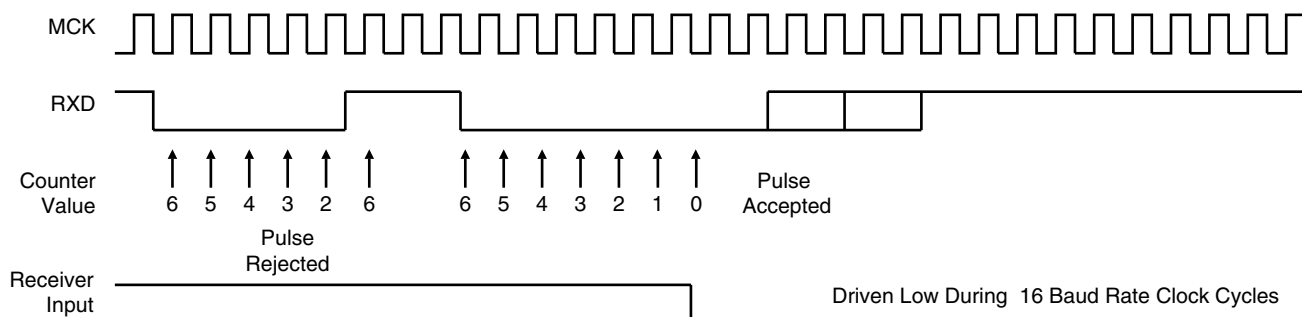 MCK
RXD
Counter
Value
6 5 4 3 2 6 6 5 4 3 2 1 0
Pulse
Accepted
Pulse
Rejected
Receiver
Input
Driven Low During 16 Baud Rate Clock Cycles